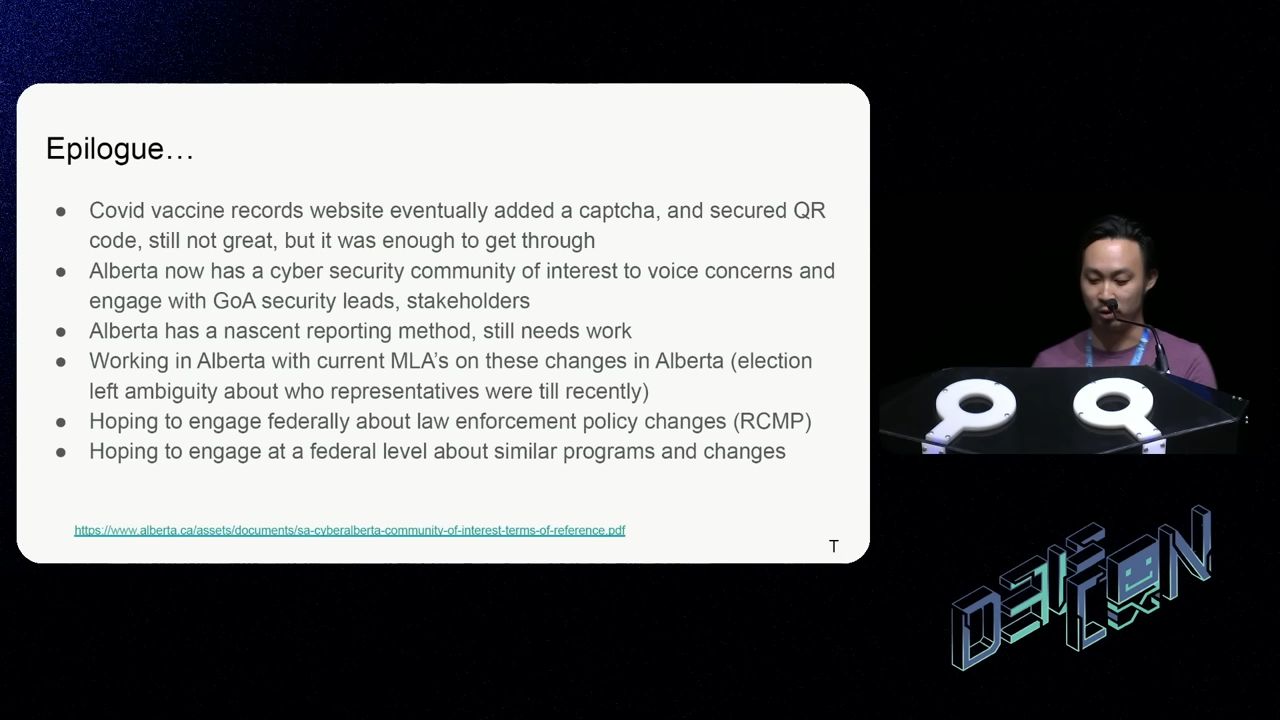 Epilogue…
● Covid vaccine records website eventually added a captcha, and secured QR
code, still not great, but it was enough to get through
● Alberta now has a cyber security community of interest to voice concerns and
engage with GoA security leads, stakeholders
● Alberta has a nascent reporting method, still needs work
● Working in Alberta with current MLA's on these changes in Alberta (election
left ambiguity about who representatives were till recently)
● Hoping to engage federally about law enforcement policy changes (RCMP)
● Hoping to engage at a federal level about similar programs and changes
https://www.alberta.ca/assets/documents/sa-cyberalberta-community-of-interest-terms-of-reference.pdf
T
DEF
CON